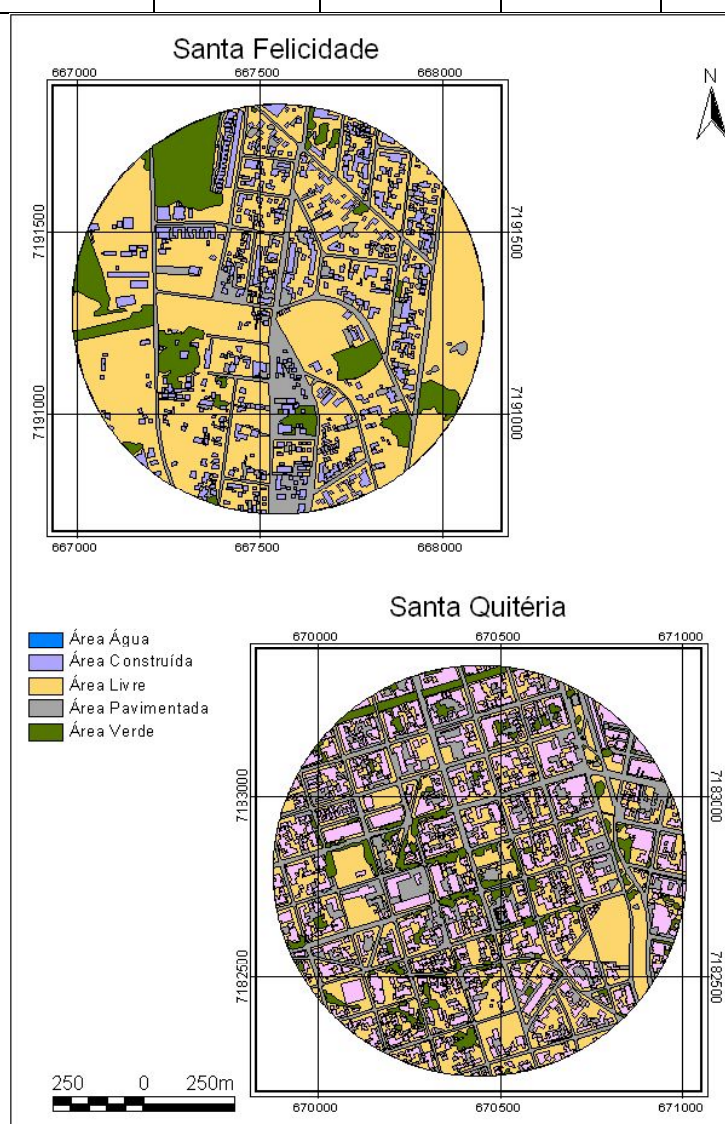 Santa Felicidade
667000 667500 668000
N
7191500 7191500
7191000 7191000
667000 667500 668000
Santa Quitéria
670000 670500 671000
Área Água
Área Construída
Área Livre
Área Pavimentada
Área Verde
7183000 7183000
7182500 7182500
250 0 250m
670000 670500 671000